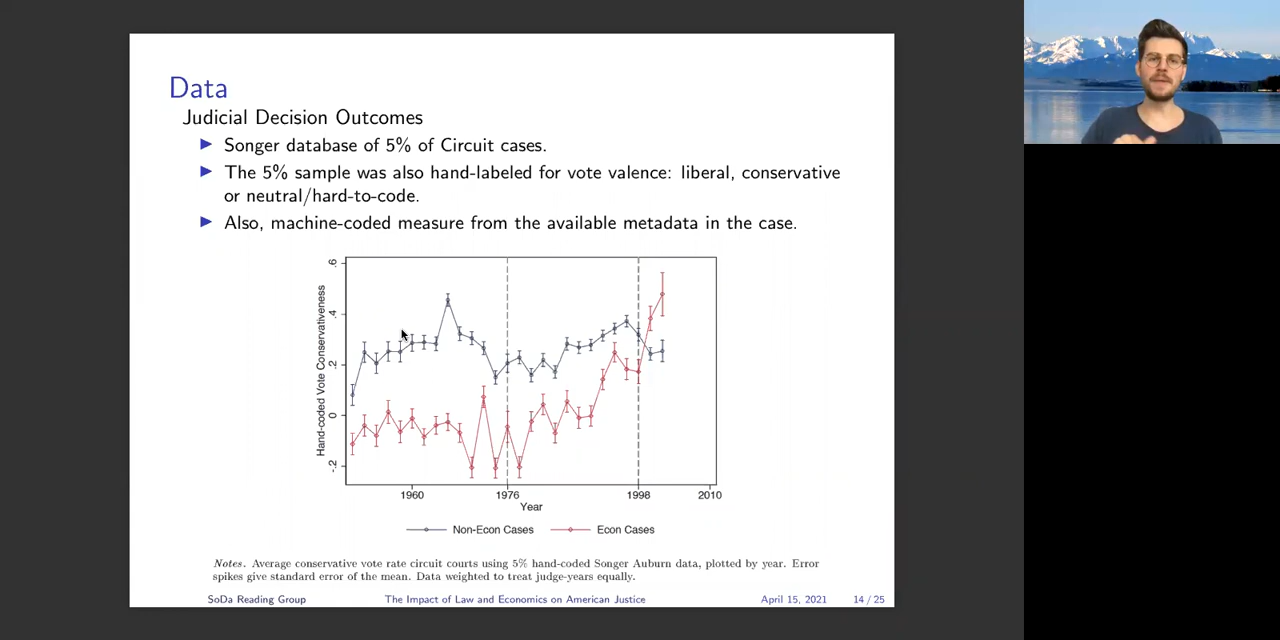 Data
Judicial Decision Outcomes
Songer database of 5% of Circuit cases.
The 5% sample was also hand-labeled for vote valence: liberal, conservative
or neutral/hard-to-code.
Also, machine-coded measure from the available metadata in the case.
Hand-coded Vote Conservativeness
.6
.4
.2
0
-.2
1960 1976 1998 2010
Year
Non-Econ Cases Econ Cases
Notes. Average conservative vote rate circuit courts using 5% hand-coded Songer Auburn data, plotted by year. Error
spikes give standard error of the mean. Data weighted to treat judge-years equally.
SoDa Reading Group The Impact of Law and Economics on American Justice April 15, 2021 14 / 25